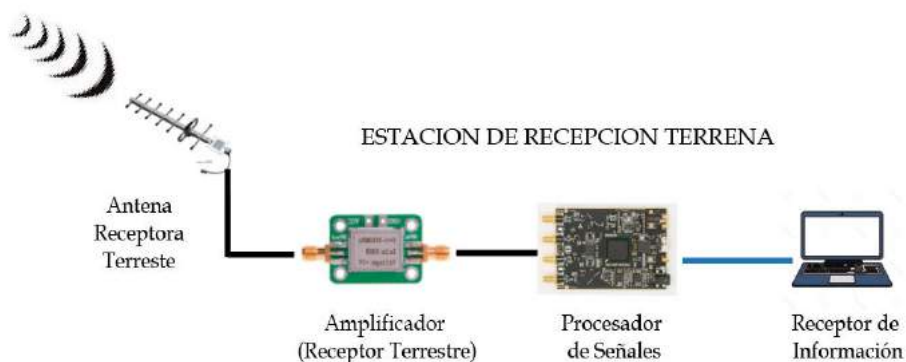 ESTACION DE RECEPCION TERRENA
Antena
Receptora
Terreste
Amplificador
(Receptor Terrestre)
Procesador
de Señales
Receptor de
Información